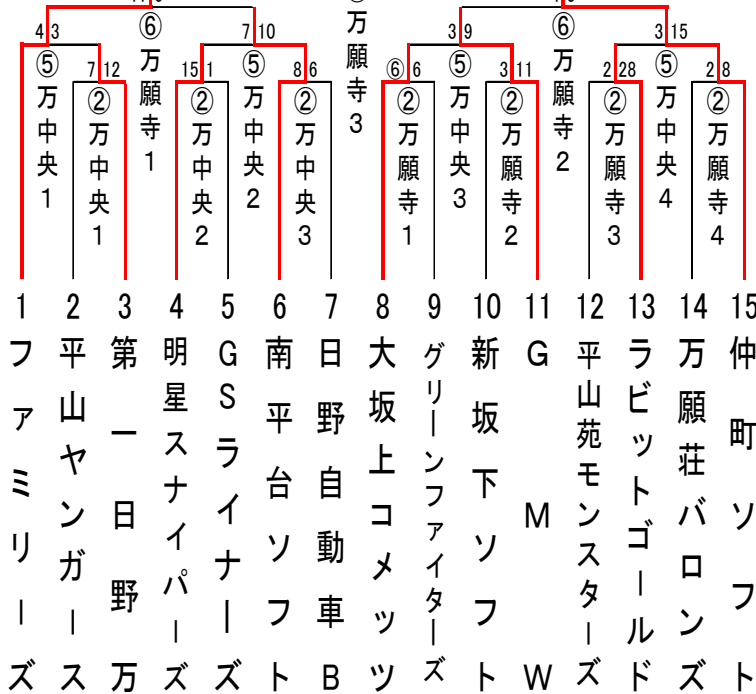 4 3
7 10
3 9
3 15
⑥万願寺1
万願寺3
⑥万願寺2
7 12
15 1
8 6
⑥ 6
3 11
2 28
2 8
⑤万中央1
②万中央1
②万中央2
⑤万中央2
②万中央3
②万願寺1
⑤万中央3
②万願寺2
②万願寺3
⑤万中央4
②万願寺4
1 ファミリーズ
2 平山ヤンガース
3 第一日野万
4 明星スナイパーズ
5 GSライナーズ
6 南平台ソフト
7 日野自動車B
8 大坂上コメッツ
9 グリーンファイターズ
10 新坂下ソフト
11 GMW
12 平山苑モンスターズ
13 ラビットゴールド
14 万願荘バロンズ
15 仲町ソフト